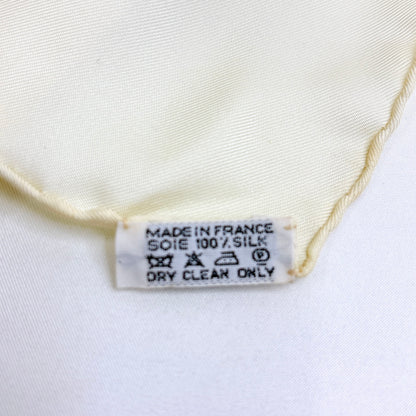 MADE IN FRANCE
SOIE 100% SILK
P
DRY CLEAN ONLY